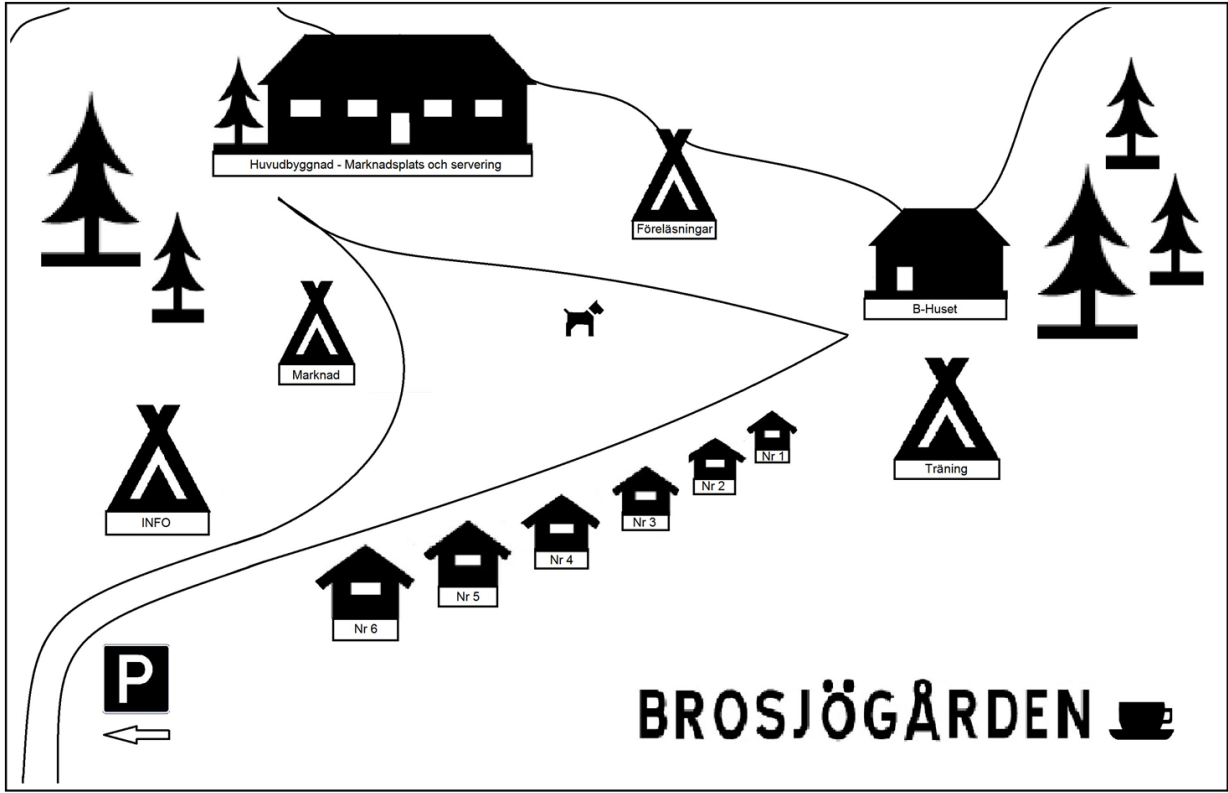 Huvudbyggnad - Marknadsplats och servering
Föreläsningar
B-Huset
Marknad
Träning
INFO
Nr 1
Nr 2
Nr 3
Nr 4
Nr 5
Nr 6
P
BROSJÖGÅRDEN